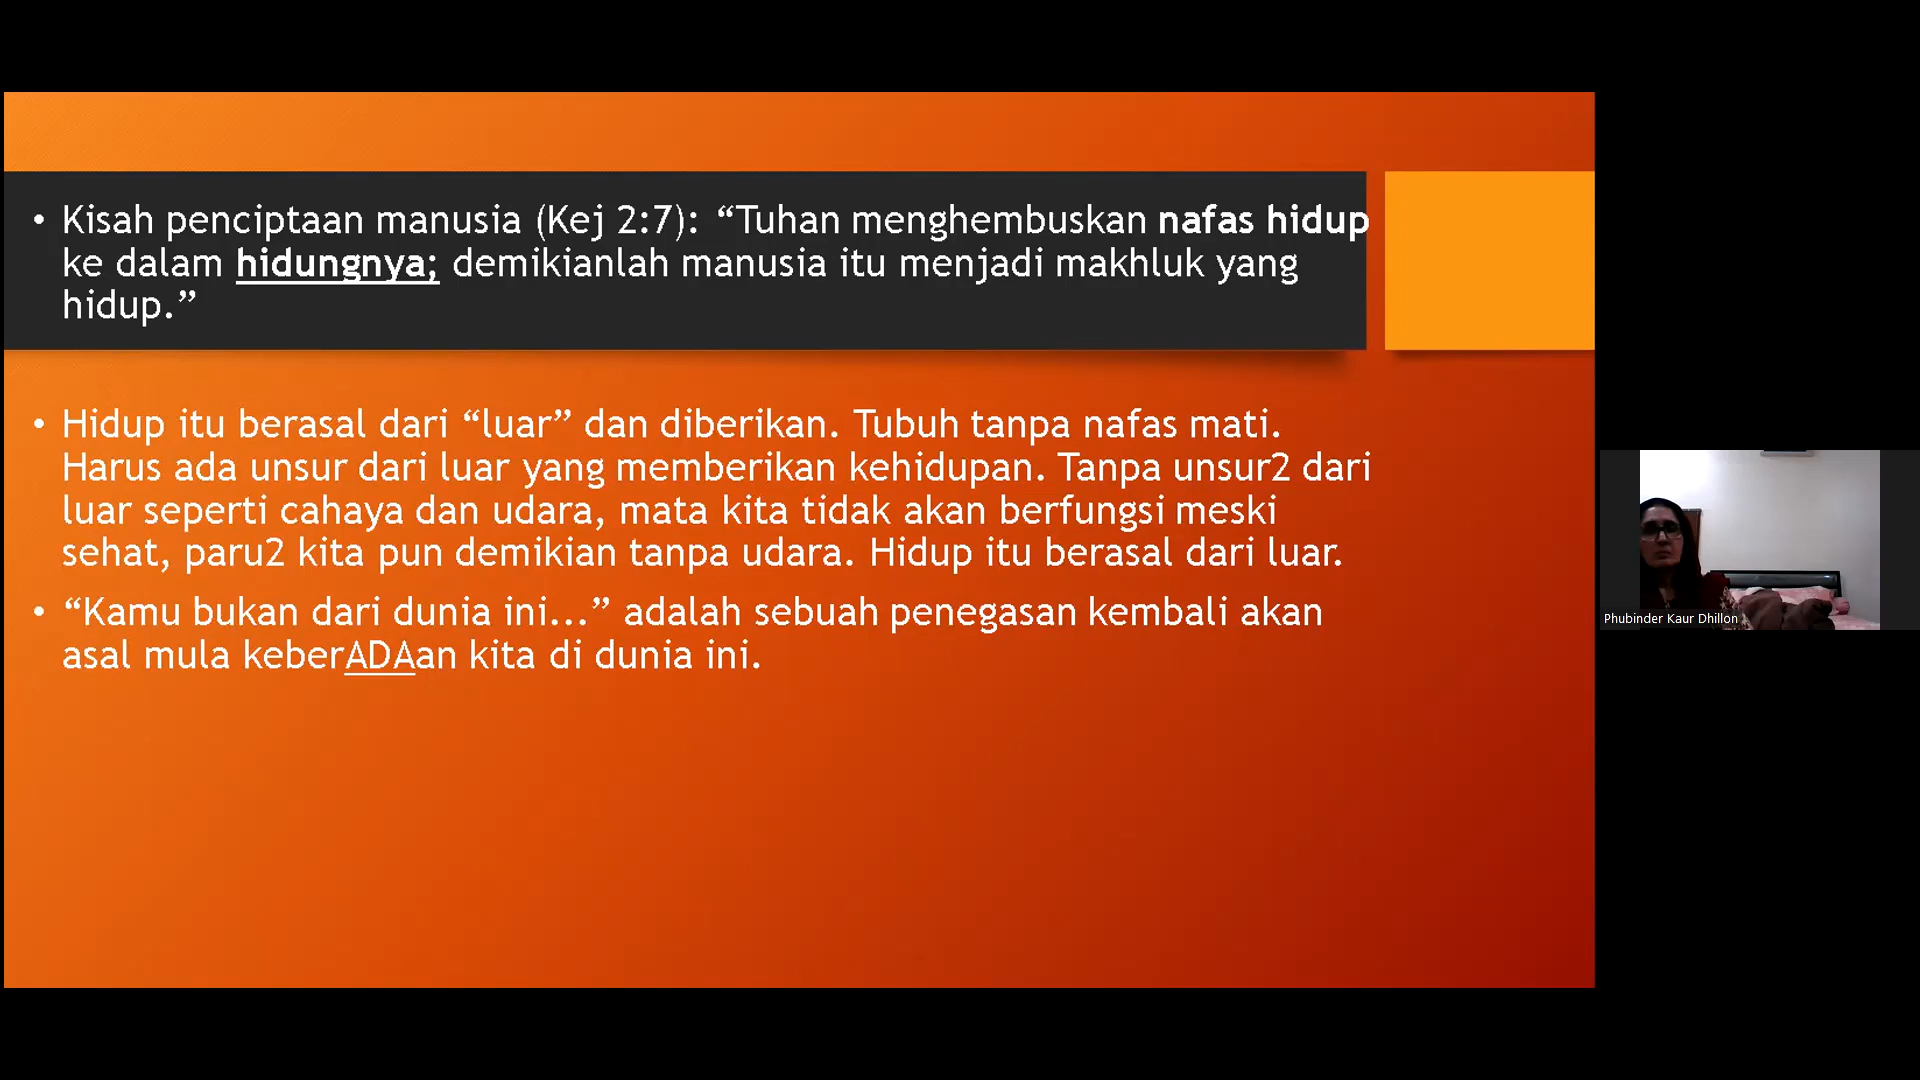 • Kisah penciptaan manusia (Kej 2:7): “Tuhan menghembuskan nafas hidup
ke dalam hidungnya; demikianlah manusia itu menjadi makhluk yang
hidup.”
• Hidup itu berasal dari “luar” dan diberikan. Tubuh tanpa nafas mati.
Harus ada unsur dari luar yang memberikan kehidupan. Tanpa unsur2 dari
luar seperti cahaya dan udara, mata kita tidak akan berfungsi meski
sehat, paru2 kita pun demikian tanpa udara. Hidup itu berasal dari luar.
• “Kamu bukan dari dunia ini...” adalah sebuah penegasan kembali akan
asal mula keberADAan kita di dunia ini.
Phubinder Kaur Dhillon